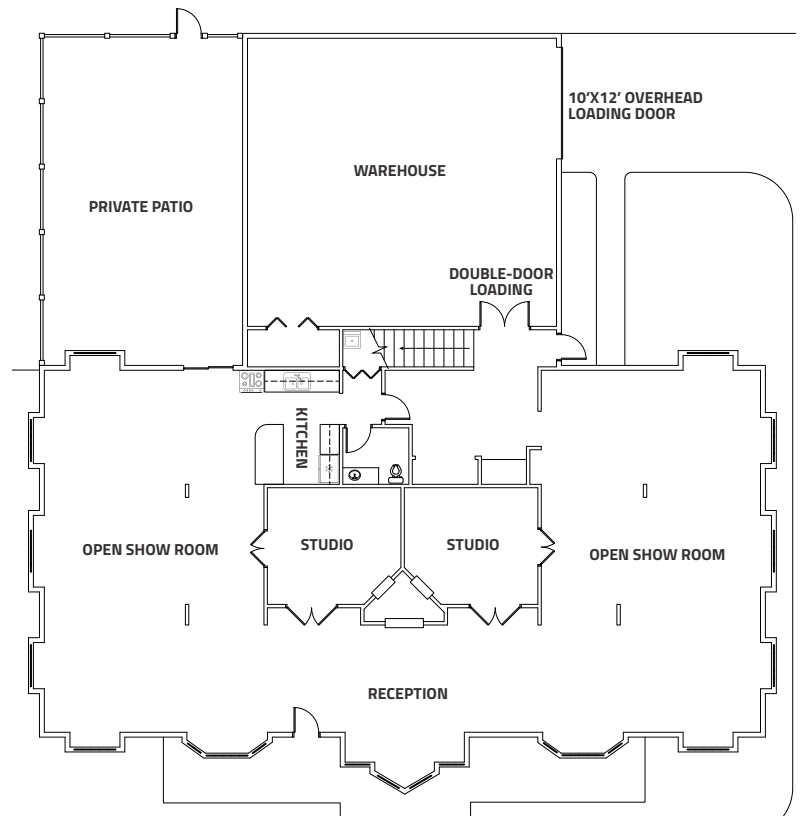 10'X12' OVERHEAD
LOADING DOOR
WAREHOUSE
PRIVATE PATIO
DOUBLE-DOOR
LOADING
KITCHEN
STUDIO
STUDIO
OPEN SHOW ROOM
OPEN SHOW ROOM
RECEPTION